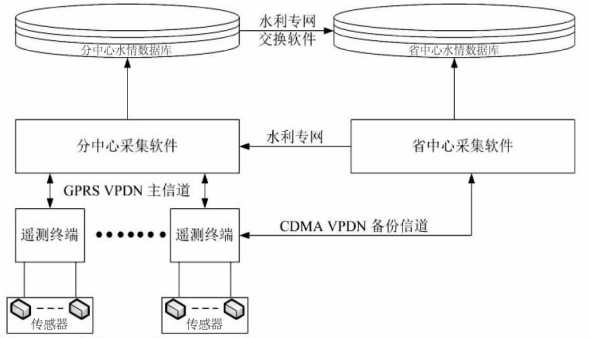 水利专网
交换软件
分中心水情数据库
省中心水情数据库
分中心采集软件
水利专网
省中心采集软件
GPRS VPDN 主信道
遥测终端
遥测终端
CDMA VPDN 备份信道
传感器
传感器